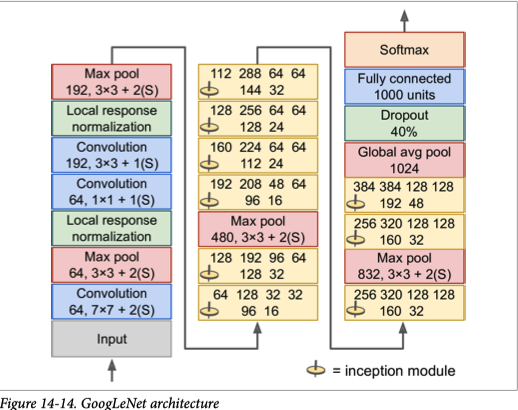 Max pool
192, 3×3 + 2(S)
Local response
normalization
Convolution
192, 3×3 + 1(S)
Convolution
64, 1×1 + 1(S)
Local response
normalization
Max pool
64, 3×3 + 2(S)
Convolution
64, 7×7 + 2(S)
Input
112 288 64 64
144 32
128 256 64 64
128 24
160 224 64 64
112 24
192 208 48 64
96 16
Max pool
480, 3×3 + 2(S)
128 192 96 64
128 32
64 128 32 32
96 16
Softmax
Fully connected
1000 units
Dropout
40%
Global avg pool
1024
384 384 128 128
192 48
256 320 128 128
160 32
Max pool
832, 3×3 + 2(S)
256 320 128 128
160 32
= inception module
Figure 14-14. GoogLeNet architecture